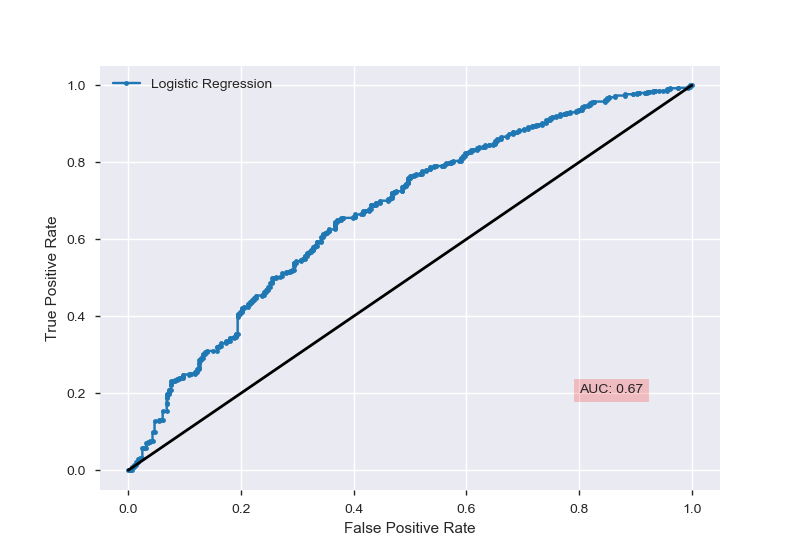 Logistic Regression
1.0
0.8
0.6
0.4
0.2
0.0
True Positive Rate
AUC: 0.67
0.0 0.2 0.4 0.6 0.8 1.0
False Positive Rate